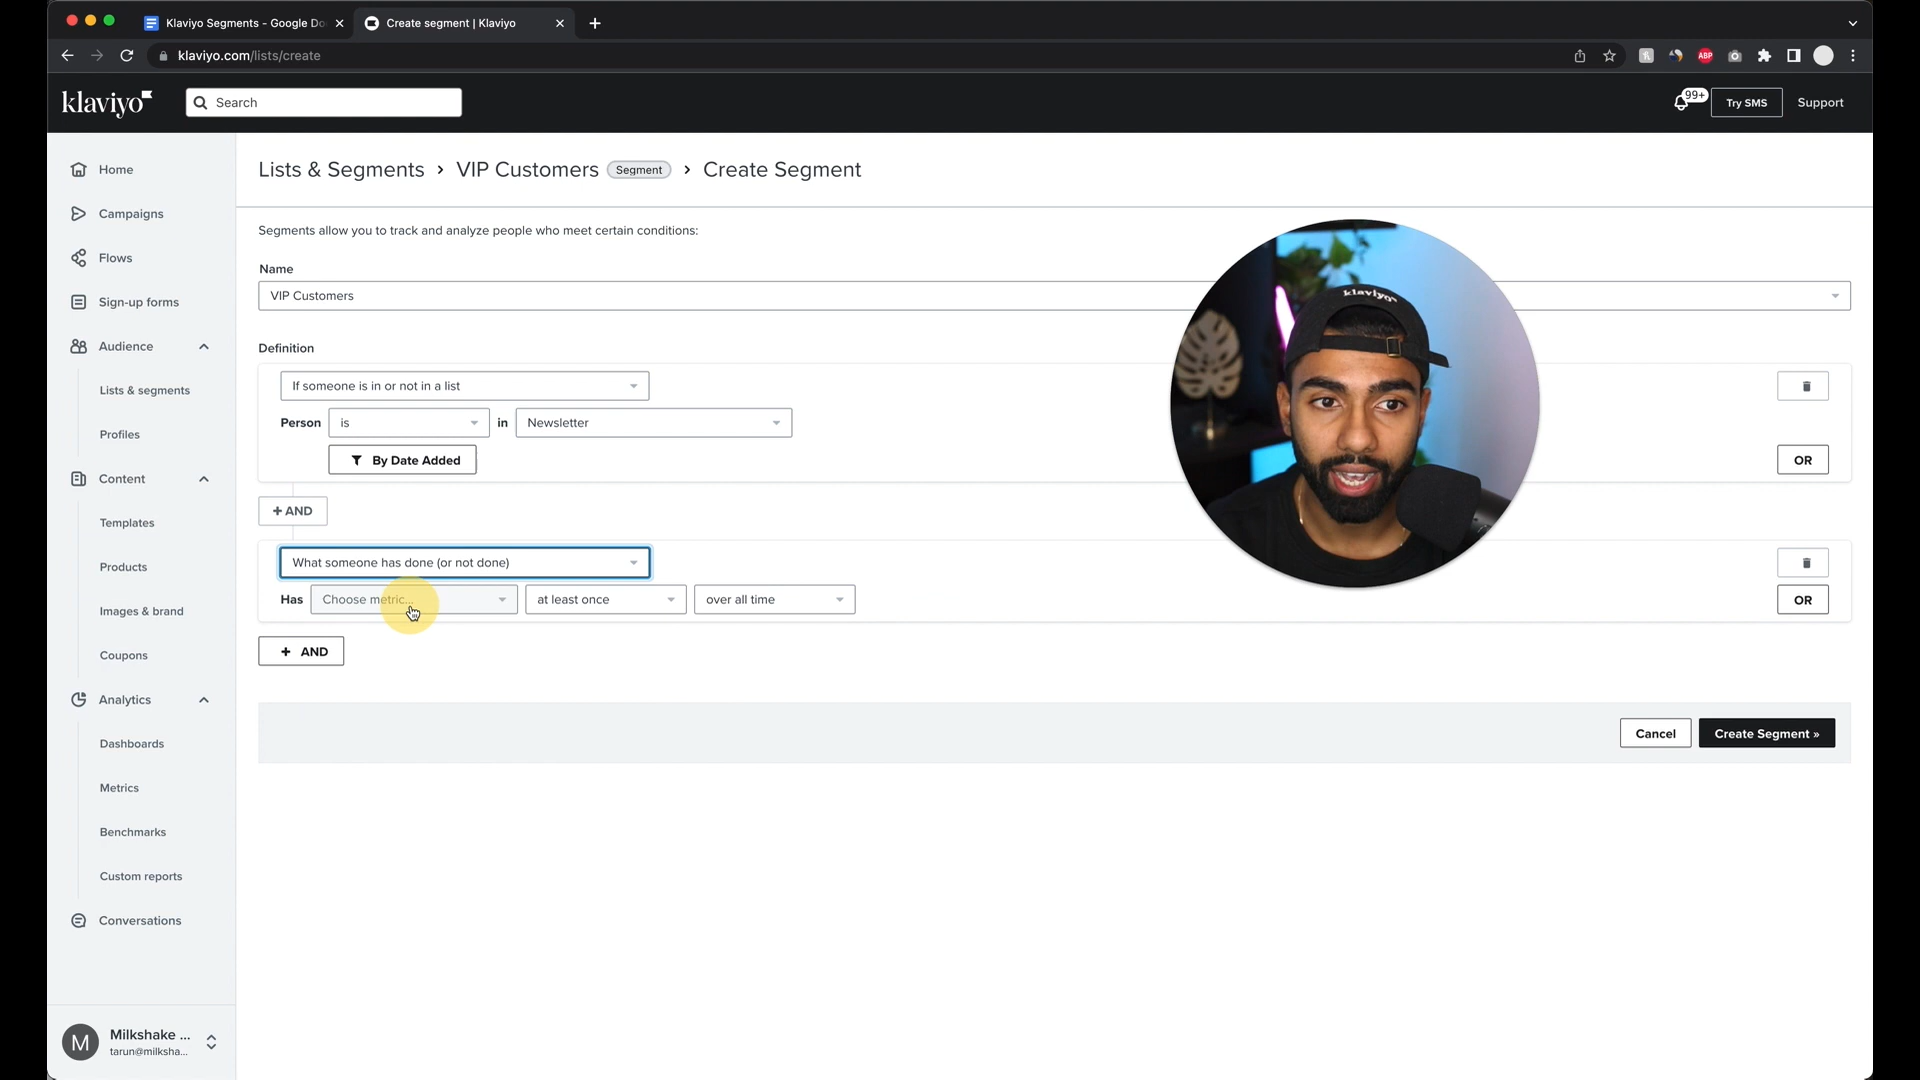 Klaviyo Segments - Google Do
Create segment | Klaviyo
klaviyo.com/lists/create
ABP
klaviyo
Search
99+
Try SMS
Support
Home
Campaigns
Flows
Sign-up forms
Audience
Lists & segments
Profiles
Content
Templates
Products
Images & brand
Coupons
Analytics
Dashboards
Metrics
Benchmarks
Custom reports
Conversations
M
Milkshake ...
tarun@milksha...
Lists & Segments › VIP Customers Segment › Create Segment
Segments allow you to track and analyze people who meet certain conditions:
Name
VIP Customers
Definition
If someone is in or not in a list
Person is in Newsletter
By Date Added
OR
+ AND
What someone has done (or not done)
Has Choose metric... at least once over all time
OR
+ AND
Cancel
Create Segment »
klaviyo